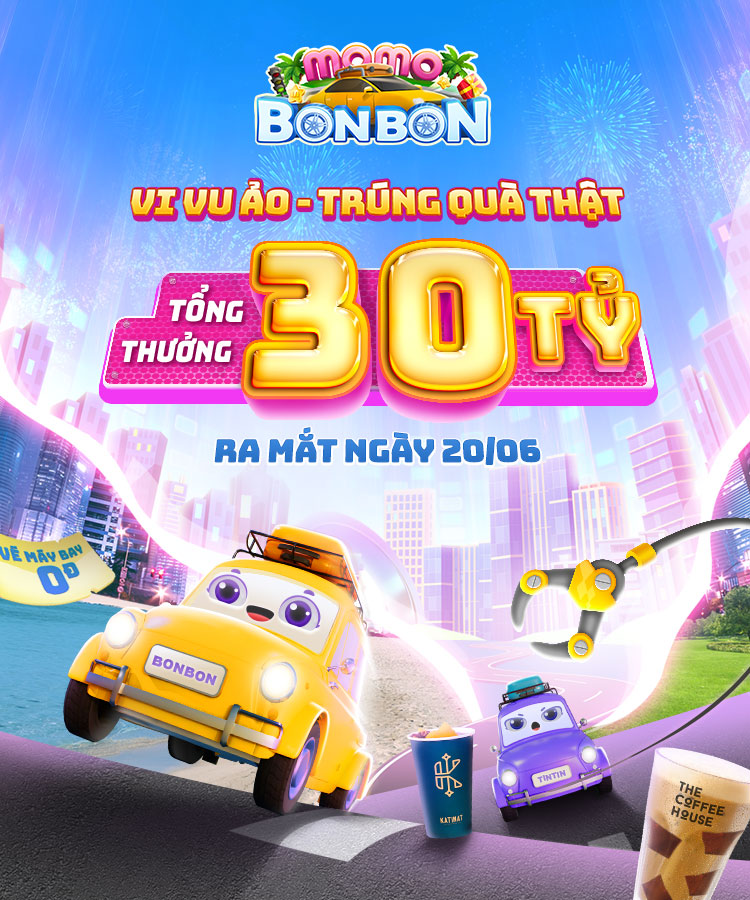 momo
BONBON
VI VU ẢO - TRÚNG QUÀ THẬT
TỔNG
THƯỞNG
30 TỶ
RA MẮT NGÀY 20/06
VÉ MÁY BAY
0Đ
BONBON
TINTIN
K
KATINAT
THE
COFFEE
HOUSE